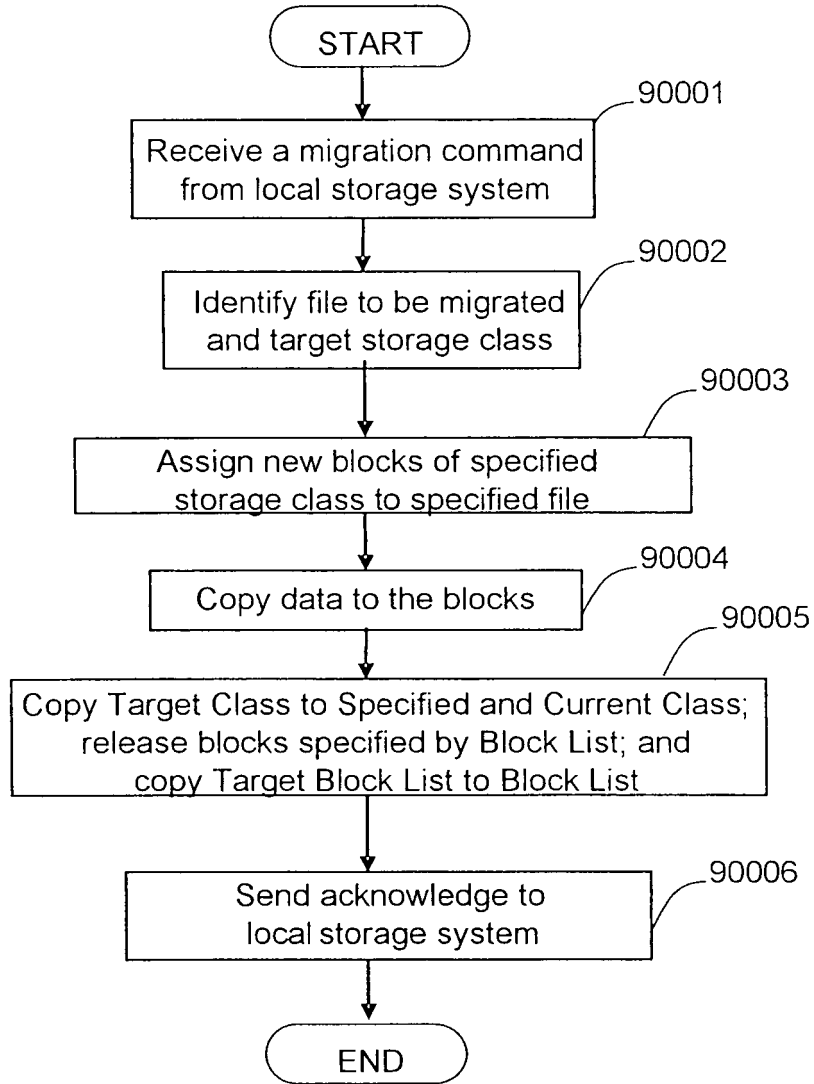 START
90001
Receive a migration command
from local storage system
90002
Identify file to be migrated
and target storage class
90003
Assign new blocks of specified
storage class to specified file
90004
Copy data to the blocks
90005
Copy Target Class to Specified and Current Class;
release blocks specified by Block List; and
copy Target Block List to Block List
90006
Send acknowledge to
local storage system
END